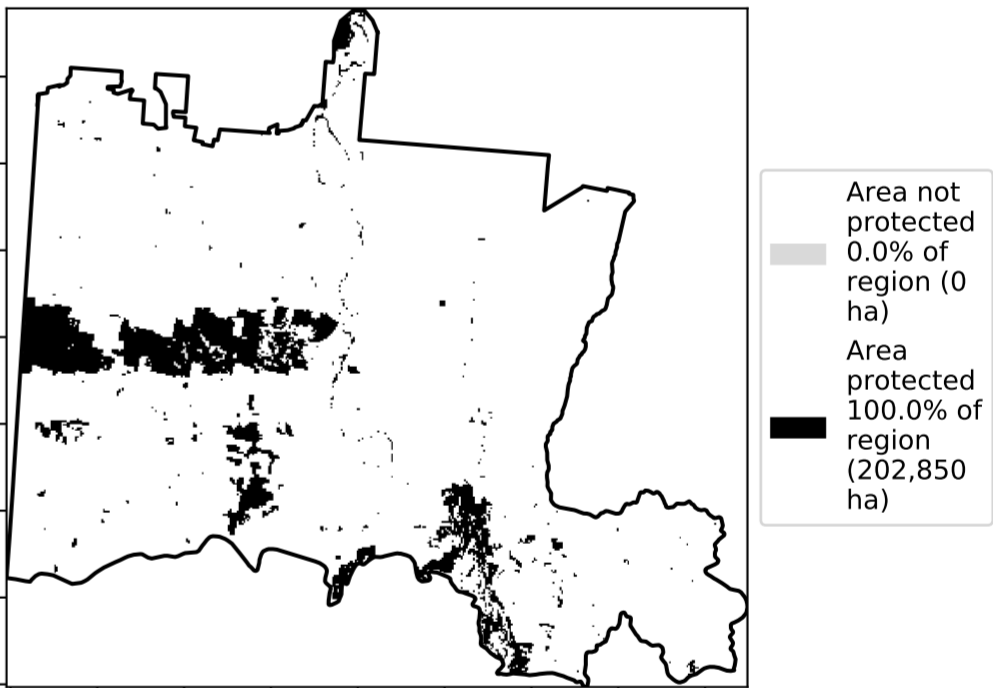 Area not
protected
0.0% of
region (0
ha)
Area
protected
100.0% of
region
(202,850
ha)